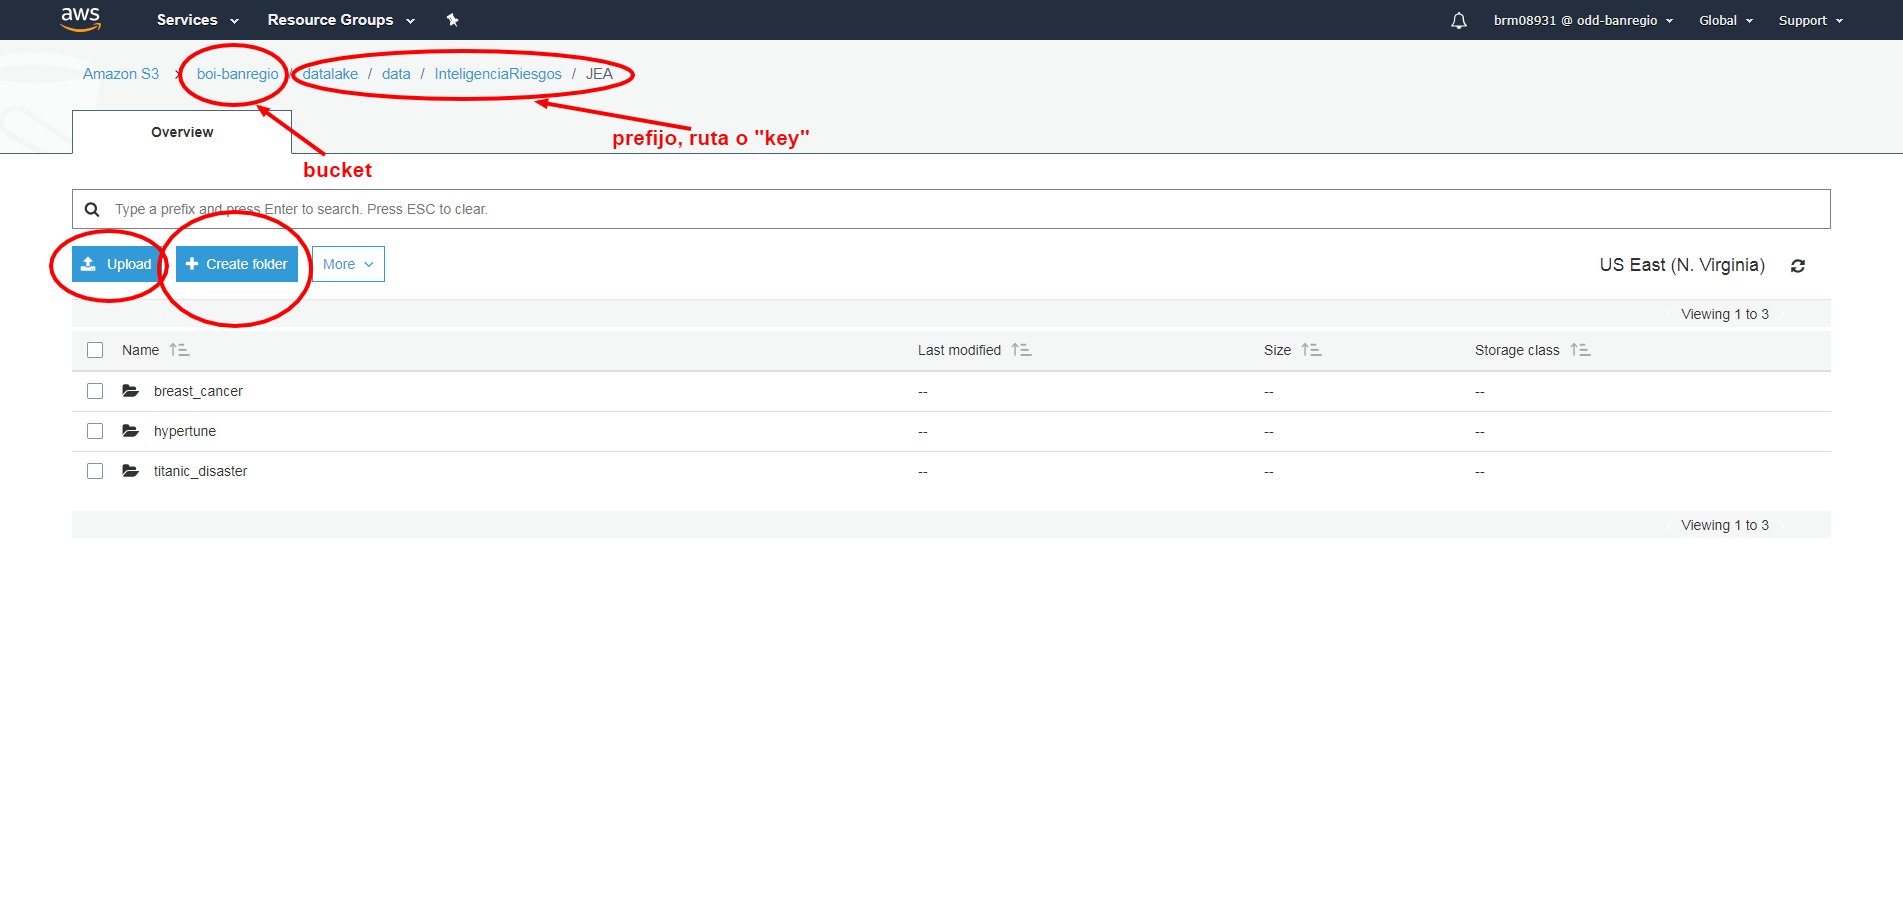 aws Services Resource Groups brm08931 @ odd-banregio Global Support
Amazon S3 > boi-banregio / datalake / data / InteligenciaRiesgos / JEA
Overview
prefijo, ruta o "key"
bucket
Type a prefix and press Enter to search. Press ESC to clear.
Upload + Create folder More US East (N. Virginia)
Viewing 1 to 3
Name Last modified Size Storage class
breast_cancer -- -- --
hypertune -- -- --
titanic_disaster -- -- --
Viewing 1 to 3